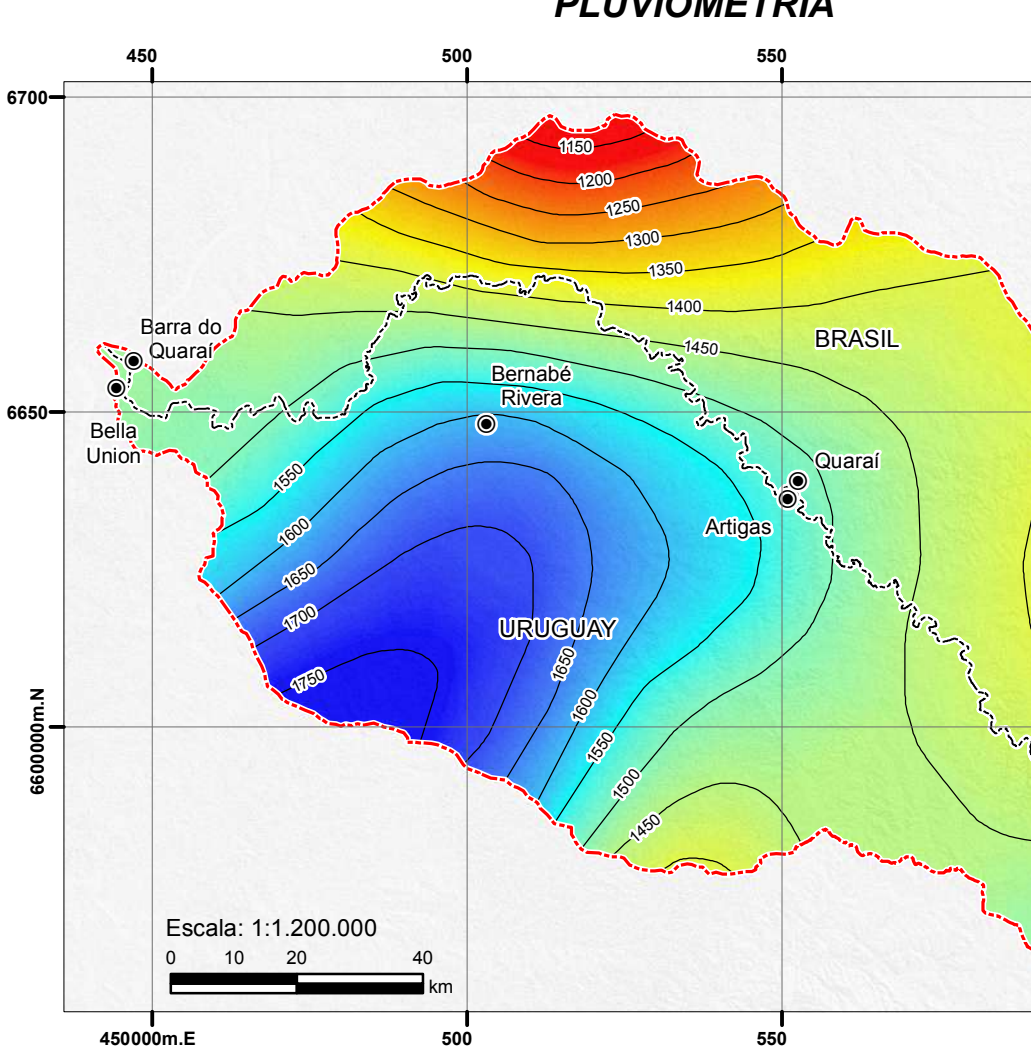 PLUVIOMETRIA
450
500
550
6700
1150
1200
1250
1300
1350
1400
1450
BRASIL
Barra do
Quaraí
Bernabé
Rivera
6650
Bella
Union
Quaraí
1550
Artigas
1600
1650
1700
URUGUAY
1650
1750
1600
6600000m.N
1550
1500
1450
Escala: 1:1.200.000
0 10 20 40
km
450000m.E
500
550